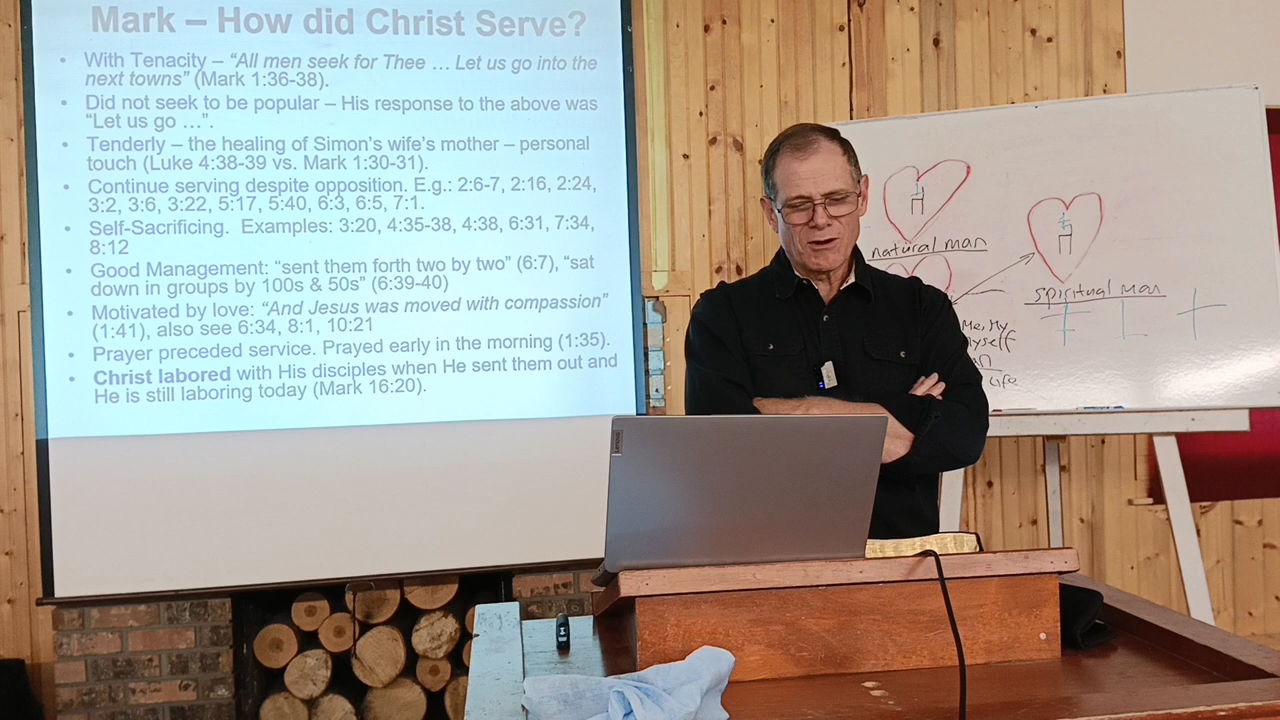 Mark – How did Christ Serve?
• With Tenacity – “All men seek for Thee … Let us go into the
next towns” (Mark 1:36-38).
• Did not seek to be popular – His response to the above was
“Let us go …”.
• Tenderly – the healing of Simon’s wife’s mother – personal
touch (Luke 4:38-39 vs. Mark 1:30-31).
• Continue serving despite opposition. E.g.: 2:6-7, 2:16, 2:24,
3:2, 3:6, 3:22, 5:17, 5:40, 6:3, 6:5, 7:1.
• Self-Sacrificing. Examples: 3:20, 4:35-38, 4:38, 6:31, 7:34,
8:12
• Good Management: “sent them forth two by two” (6:7), “sat
down in groups by 100s & 50s” (6:39-40)
• Motivated by love: “And Jesus was moved with compassion”
(1:41), also see 6:34, 8:1, 10:21
• Prayer preceded service. Prayed early in the morning (1:35).
• Christ labored with His disciples when He sent them out and
He is still laboring today (Mark 16:20).
natural man
spiritual man
Me, My
Lenovo